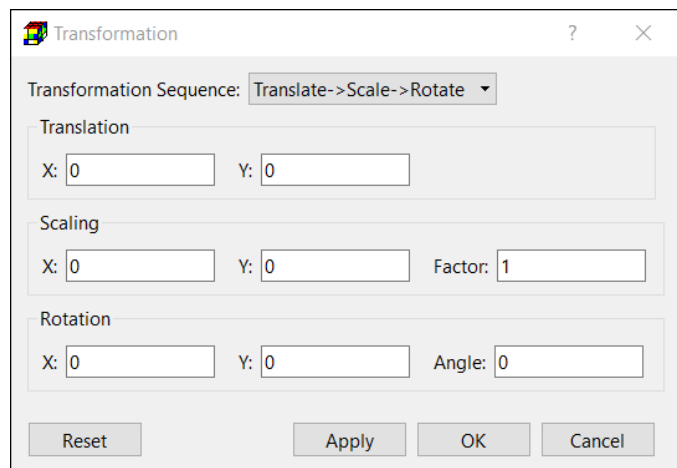 Transformation ?
Transformation Sequence: Translate->Scale->Rotate
Translation
X: 0 Y: 0
Scaling
X: 0 Y: 0 Factor: 1
Rotation
X: 0 Y: 0 Angle: 0
Reset Apply OK Cancel